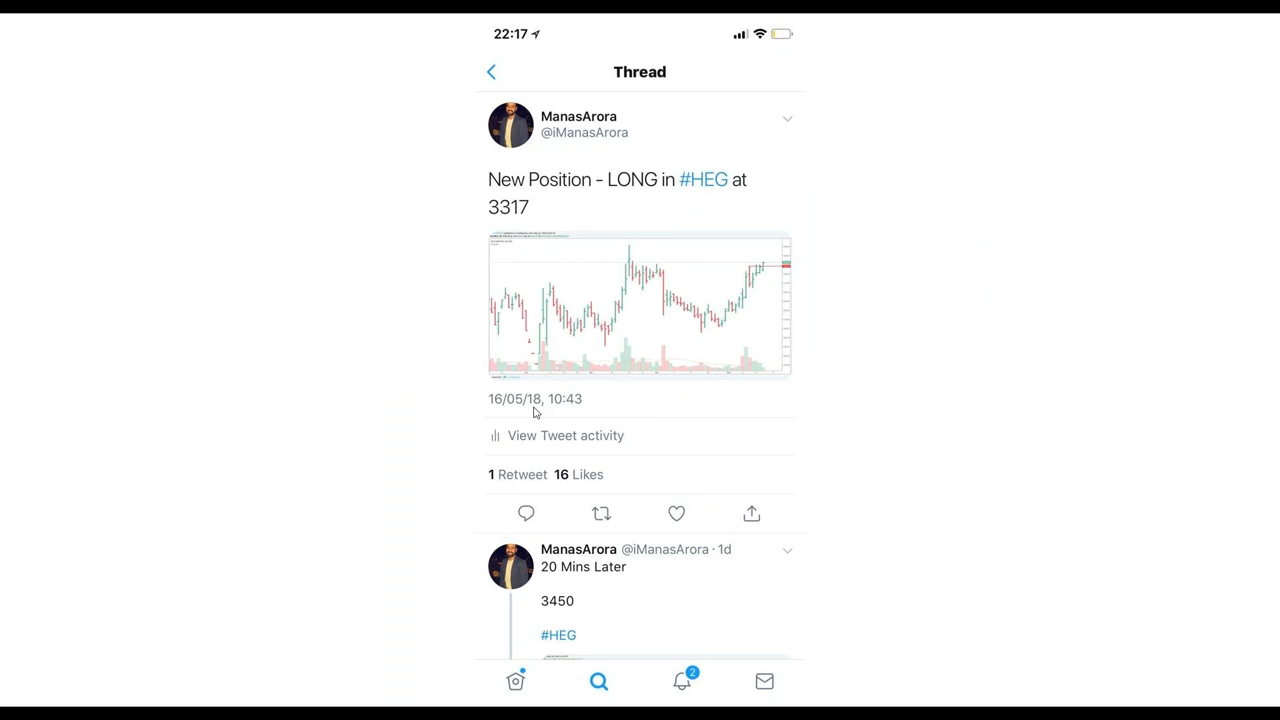 22:17
Thread
ManasArora
@iManasArora
New Position - LONG in #HEG at
3317
16/05/18, 10:43
View Tweet activity
1 Retweet 16 Likes
ManasArora @iManasArora · 1d
20 Mins Later
3450
#HEG
2